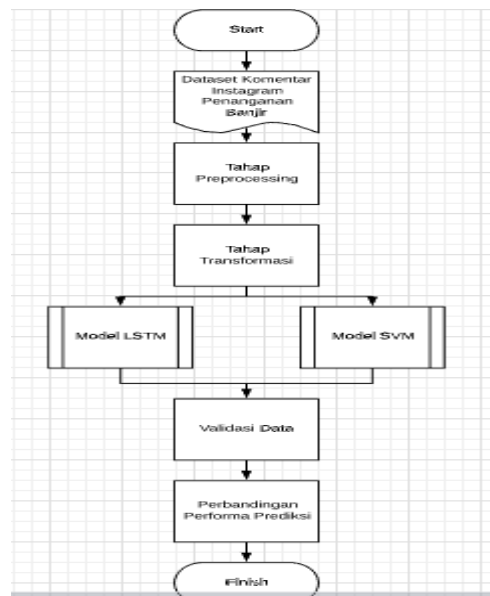 Start
Dataset Komentar
Instagram
Penanganan
Banjir
Tahap
Preprocessing
Tahap
Transformasi
Model LSTM
Model SVM
Validasi Data
Perbandingan
Performa Prediksi
Finish